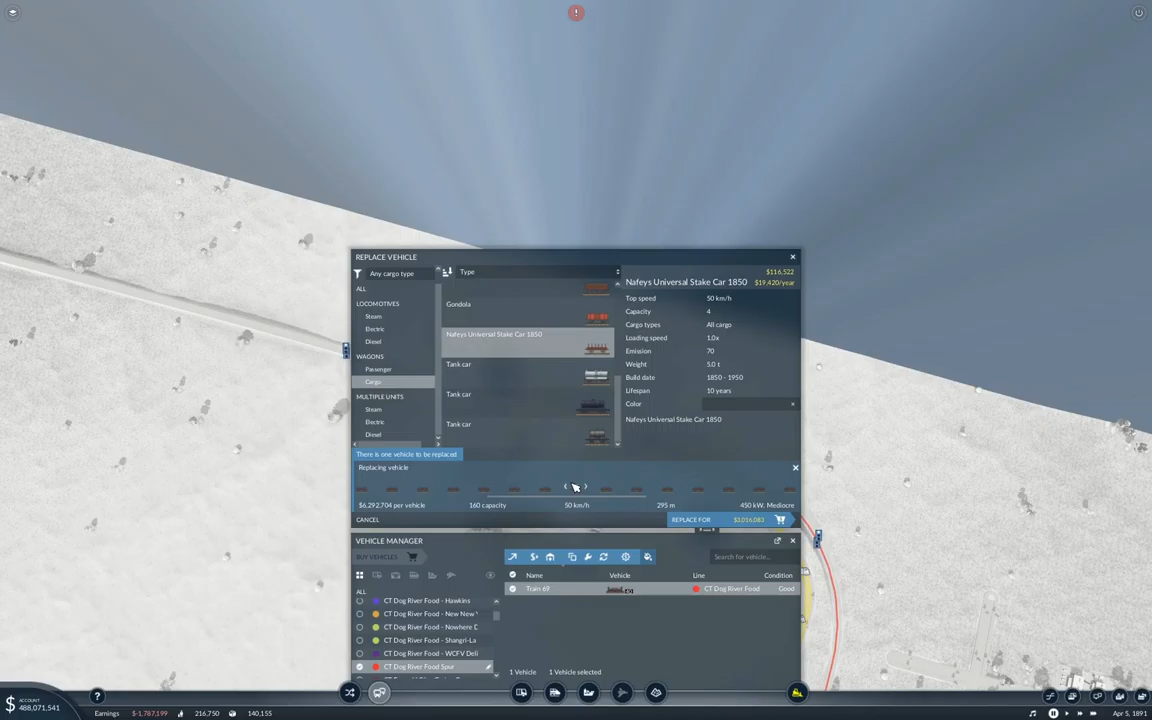 REPLACE VEHICLE
Any cargo type
Type
ALL
LOCOMOTIVES
Steam
Electric
Diesel
WAGONS
Passenger
Cargo
MULTIPLE UNITS
Steam
Electric
Diesel
Gondola
Nafeys Universal Stake Car 1850
Tank car
Tank car
Tank car
$116,522
Nafeys Universal Stake Car 1850 $19,420/year
Top speed 50 km/h
Capacity 4
Cargo types All cargo
Loading speed 1.0x
Emission 70
Weight 5.0 t
Build date 1850 - 1950
Lifespan 10 years
Color
Nafeys Universal Stake Car 1850
There is one vehicle to be replaced
Replacing vehicle
$6,292,704 per vehicle 160 capacity 50 km/h 295 m 450 kW. Mediocre
CANCEL REPLACE FOR $3,016,083
VEHICLE MANAGER
BUY VEHICLES
Search for vehicle...
ALL
CT Dog River Food - Hawkins
CT Dog River Food - New New Y
CT Dog River Food - Nowhere D
CT Dog River Food - Shangri-La
CT Dog River Food - WCFV Deli
CT Dog River Food Spur
Name Vehicle Line Condition
Train 69 CT Dog River Food Good
1 Vehicle 1 Vehicle selected
$ ACCOUNT
488,071,541
?
Earnings $-1,787,199 216,750 140,155
Apr 5, 1891